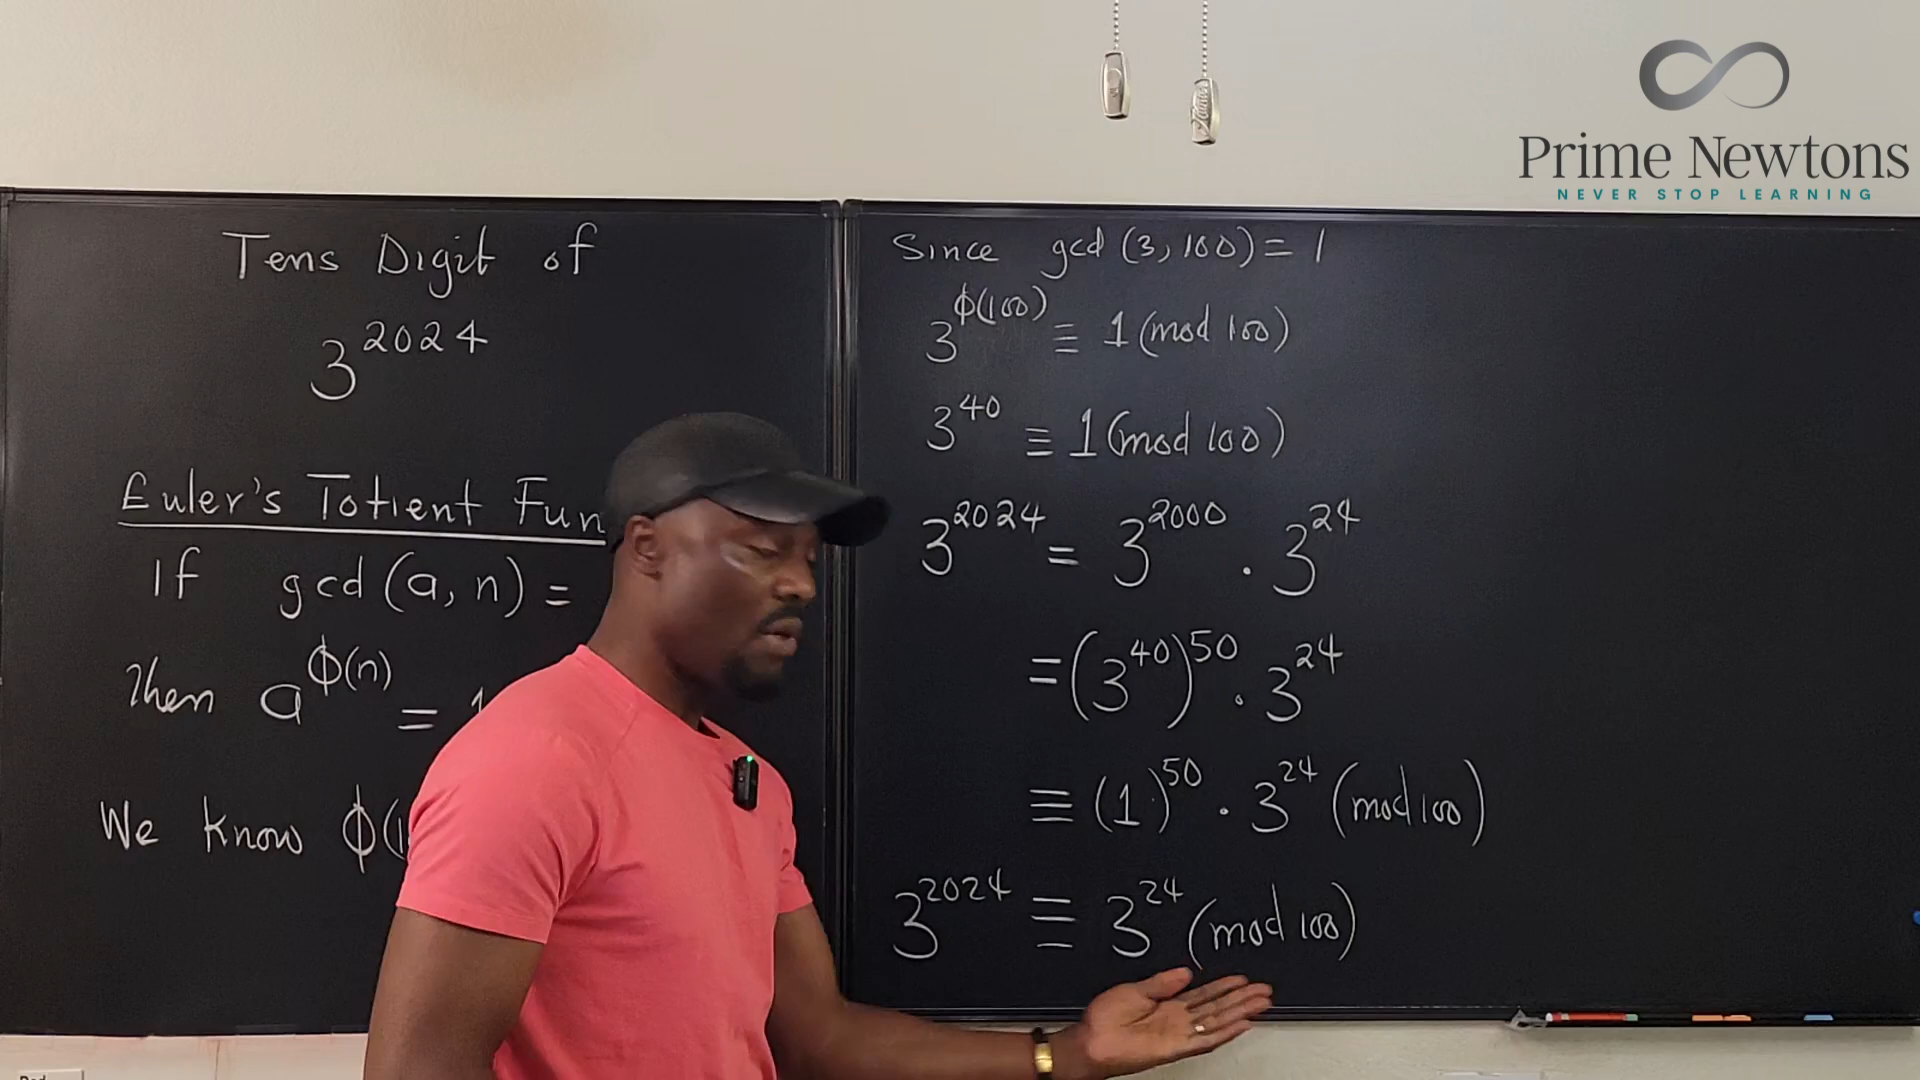 Prime Newtons
NEVER STOP LEARNING
Tens Digit of
3^2024
Euler's Totient Fun
If gcd(a, n) =
Then a^ϕ(n) =
We know ϕ(1
Since gcd (3, 100) = 1
3^ϕ(100) ≡ 1 (mod 100)
3^40 ≡ 1 (mod 100)
3^2024 = 3^2000 · 3^24
= (3^40)^50 · 3^24
≡ (1)^50 · 3^24 (mod 100)
3^2024 ≡ 3^24 (mod 100)